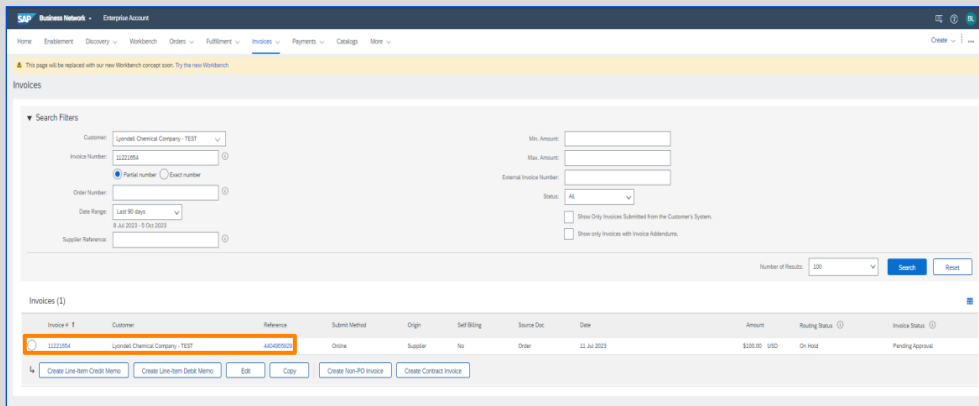 SAP Business Network - Enterprise Account BL
Home Enablement Discovery Workbench Orders Fulfillment Invoices Payments Catalogs More Create ...
This page will be replaced with our new Workbench concept soon. Try the new Workbench
Invoices
Search Filters
Customer: Lyondell Chemical Company - TEST Min. Amount:
Invoice Number: 11221654 Max. Amount:
Partial number Exact number External Invoice Number:
Order Number: Status: All
Date Range: Last 90 days Show Only Invoices Submitted from the Customer's System.
8 Jul 2023 - 5 Oct 2023 Show only Invoices with Invoice Addendums.
Supplier Reference:
Number of Results: 100 Search Reset
Invoices (1)
Invoice # ↑ Customer Reference Submit Method Origin Self Billing Source Doc Date Amount Routing Status Invoice Status
11221654 Lyondell Chemical Company - TEST 4404965929 Online Supplier No Order 11 Jul 2023 $100.00 USD On Hold Pending Approval
Create Line-Item Credit Memo Create Line-Item Debit Memo Edit Copy Create Non-PO Invoice Create Contract Invoice